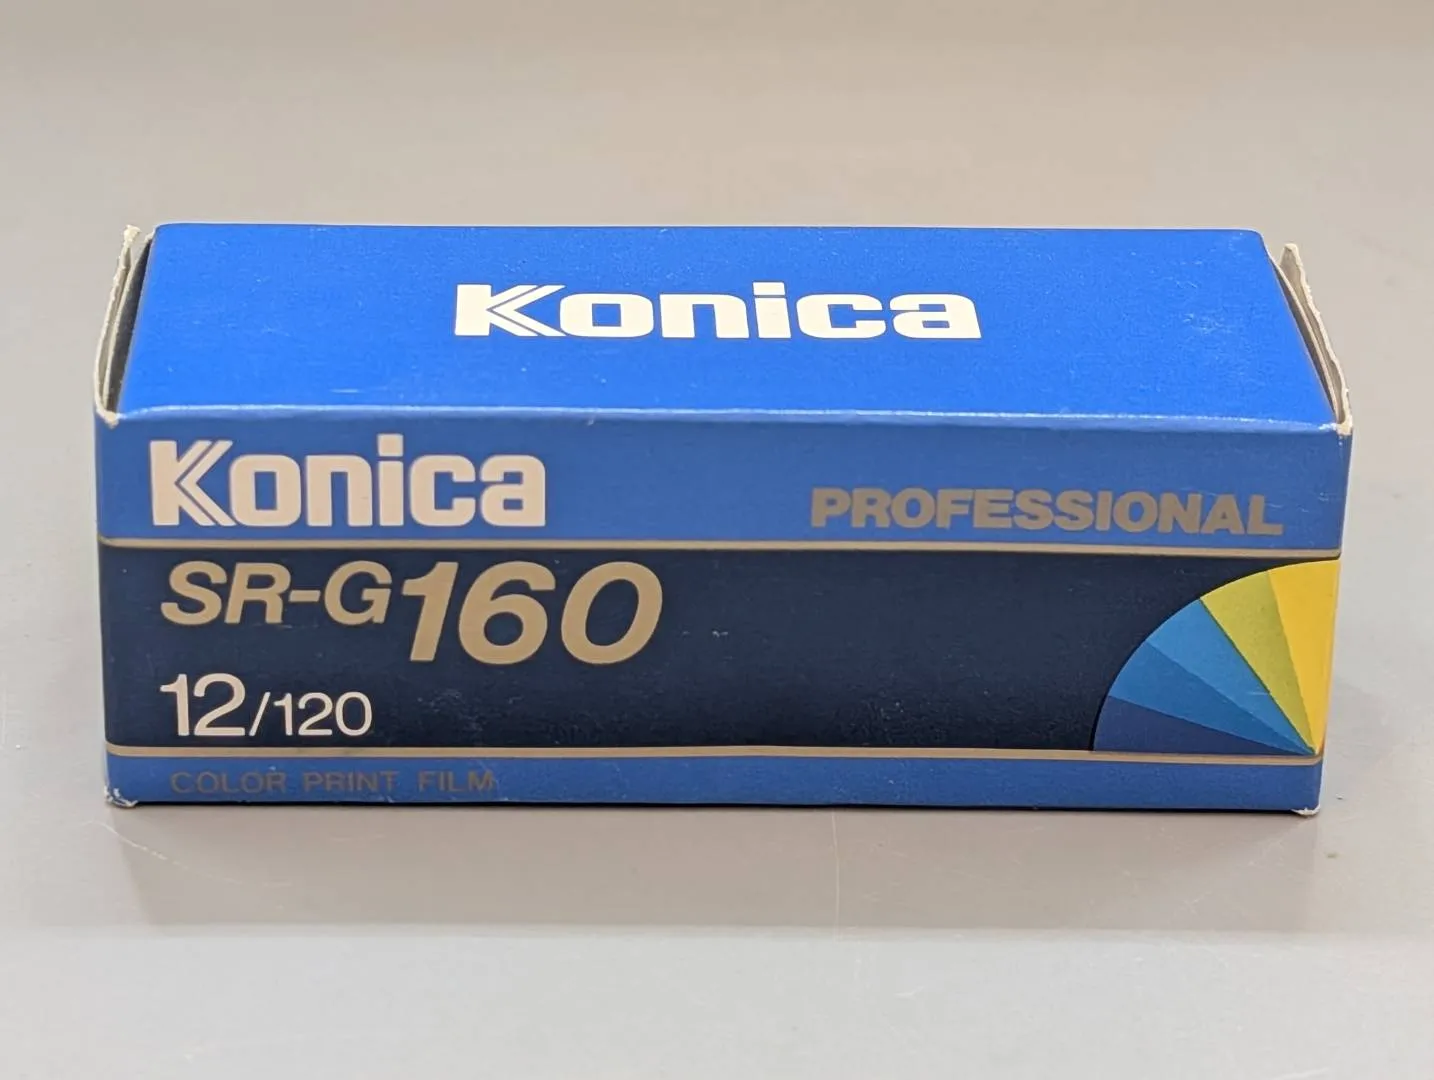 Konica
Konica
PROFESSIONAL
SR-G160
12/120
COLOR PRINT FILM